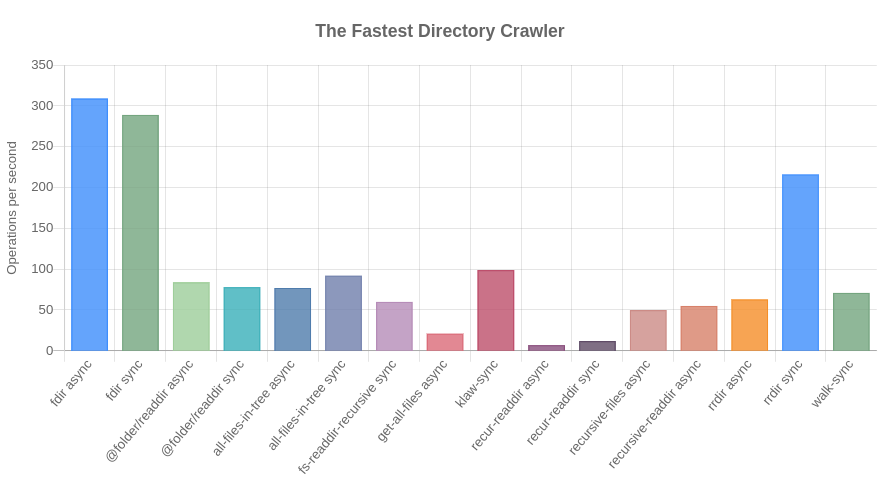 The Fastest Directory Crawler
Operations per second
350
300
250
200
150
100
50
0
fdir async
fdir sync
@folder/readdir async
@folder/readdir sync
all-files-in-tree async
all-files-in-tree sync
fs-readdir-recursive sync
get-all-files async
klaw-sync
recur-readdir async
recur-readdir sync
recursive-files async
recursive-readdir async
rrdir async
rrdir sync
walk-sync